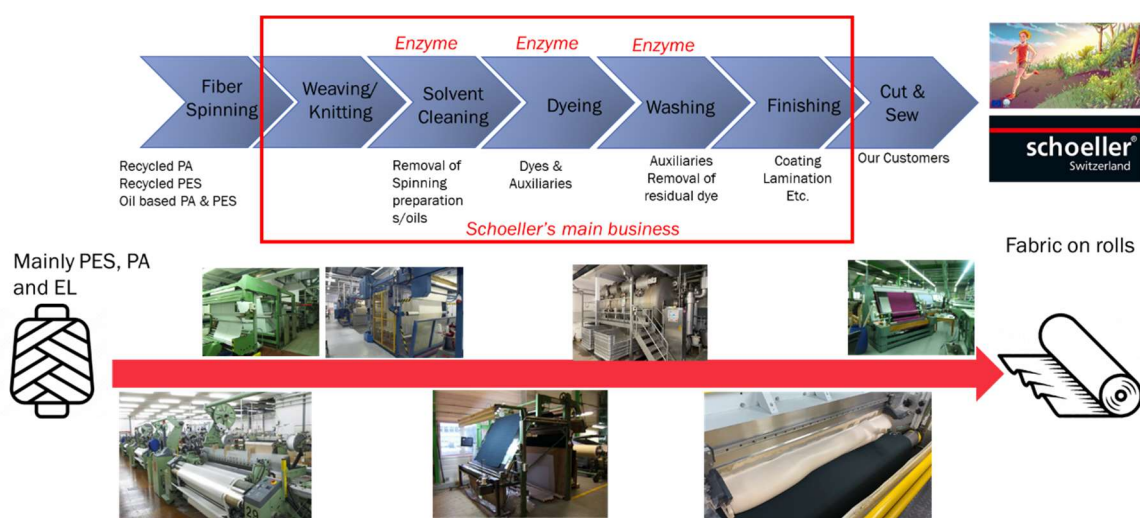 Enzyme
Enzyme
Enzyme
Fiber
Spinning
Weaving/
Knitting
Solvent
Cleaning
Dyeing
Washing
Finishing
Cut &
Sew
Recycled PA
Recycled PES
Oil based PA & PES
Removal of
Spinning
preparation
s/oils
Dyes &
Auxiliaries
Auxiliaries
Removal of
residual dye
Coating
Lamination
Etc.
Our Customers
schoeller®
Switzerland
Schoeller's main business
Mainly PES, PA
and EL
Fabric on rolls
29